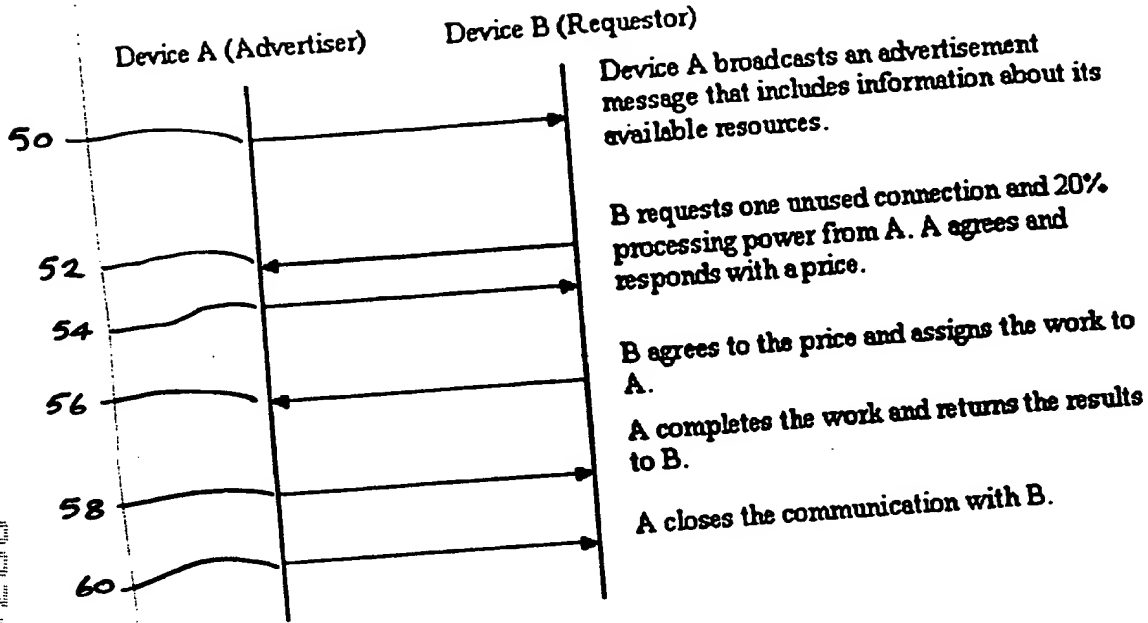 Device A (Advertiser)
Device B (Requestor)
Device A broadcasts an advertisement
message that includes information about its
available resources.
50
B requests one unused connection and 20%
processing power from A. A agrees and
responds with a price.
52
54
B agrees to the price and assigns the work to
A.
56
A completes the work and returns the results
to B.
58
A closes the communication with B.
60